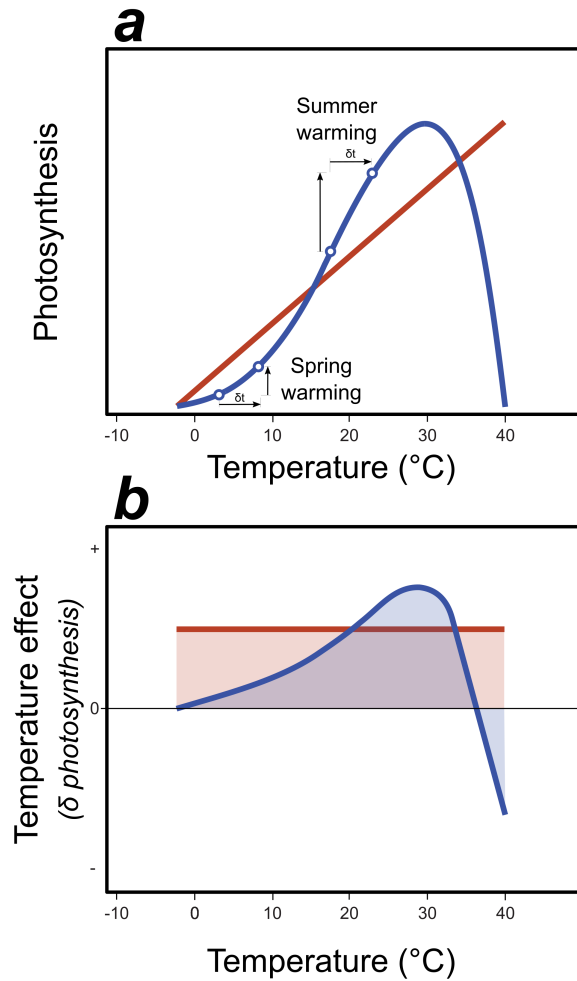 a
Photosynthesis
Summer
warming
δt
Spring
warming
δt
-10 0 10 20 30 40
Temperature (°C)
b
Temperature effect
(δ photosynthesis)
+
0
-
-10 0 10 20 30 40
Temperature (°C)